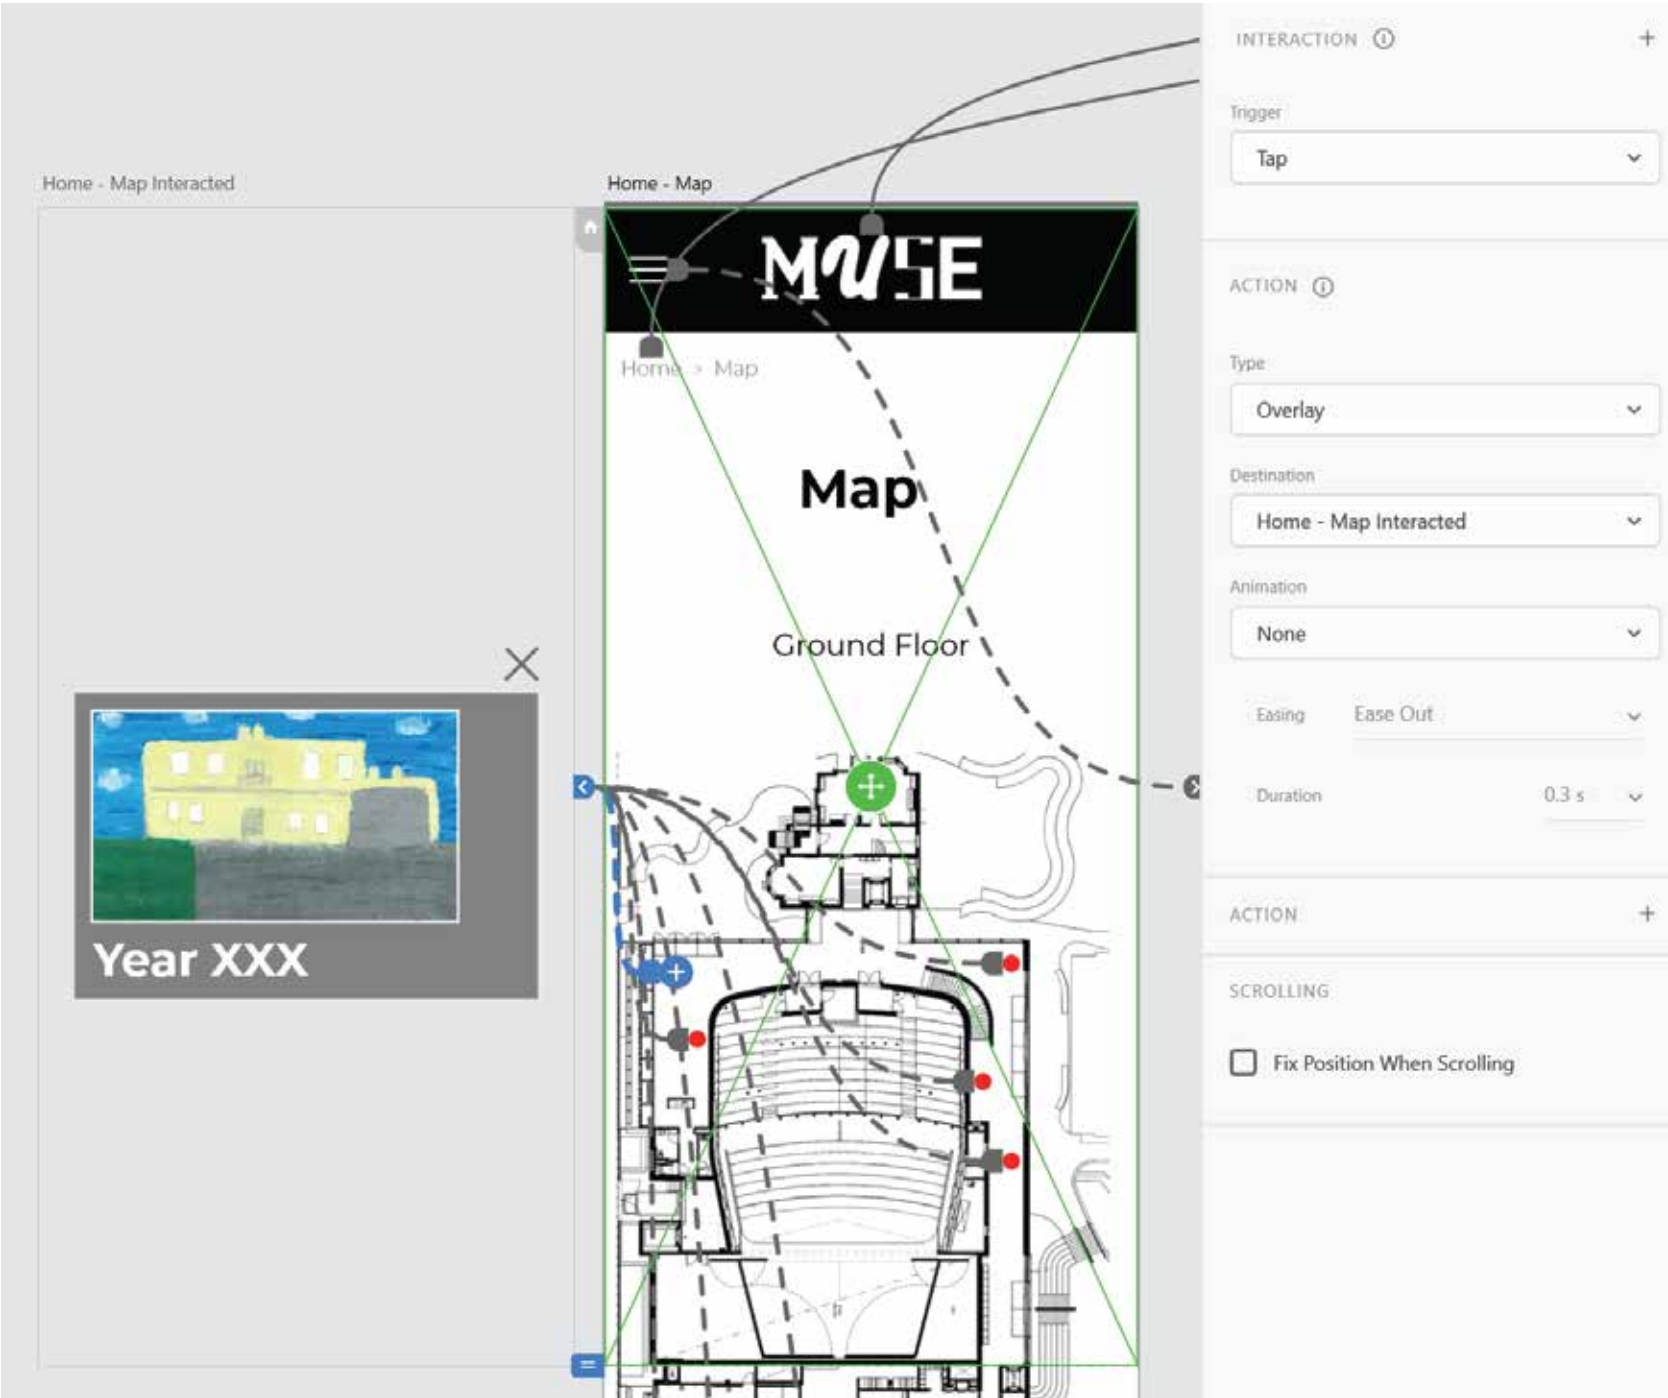 Home - Map Interacted
Year XXX
Home - Map
MUSE
Home > Map
Map
Ground Floor
INTERACTION
Trigger
Tap
ACTION
Type
Overlay
Destination
Home - Map Interacted
Animation
None
Easing Ease Out
Duration 0.3 s
ACTION
SCROLLING
Fix Position When Scrolling